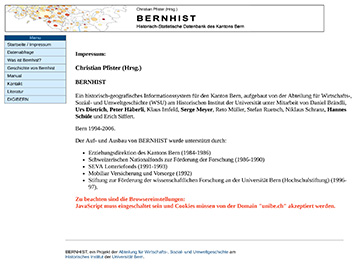 Christian Pfister (Hrsg.)
BERNHIST
Historisch-Statistische Datenbank des Kantons Bern
Menu
Startseite / Impressum
Datenabfrage
Was ist Bernhist?
Geschichte von Bernhist
Manual
Kontakt
Literatur
DIGIBERN
Impressum:
Christian Pfister (Hrsg.)
BERNHIST
Ein historisch-geografisches Informationssystem für den Kanton Bern, aufgebaut von der Abteilung für Wirtschafts-,
Sozial- und Umweltgeschichte (WSU) am Historischen Institut der Universität unter Mitarbeit von Daniel Brändli,
Urs Dietrich, Peter Häberli, Klaus Imfeld, Serge Meyer, Reto Müller, Stefan Ruetsch, Niklaus Schranz, Hannes
Schüle und Erich Siffert.
Bern 1994-2006.
Der Auf- und Ausbau von BERNHIST wurde unterstützt durch:
Erziehungsdirektion des Kantons Bern (1984-1986)
Schweizerischen Nationalfonds zur Förderung der Forschung (1986-1990)
SEVA Lotteriefonds (1991-1993)
Mobiliar Versicherung und Vorsorge (1992)
Stiftung zur Förderung der wissenschaftlichen Forschung an der Universität Bern (Hochschulstiftung) (1996-
97).
Zu beachten sind die Browsereinstellungen:
JavaScript muss eingeschaltet sein und Cookies müssen von der Domain "unibe.ch" akzeptiert werden.
BERNHIST, ein Projekt der Abteilung für Wirtschafts-, Sozial- und Umweltgeschichte am
Historisches Institut der Universität Bern.